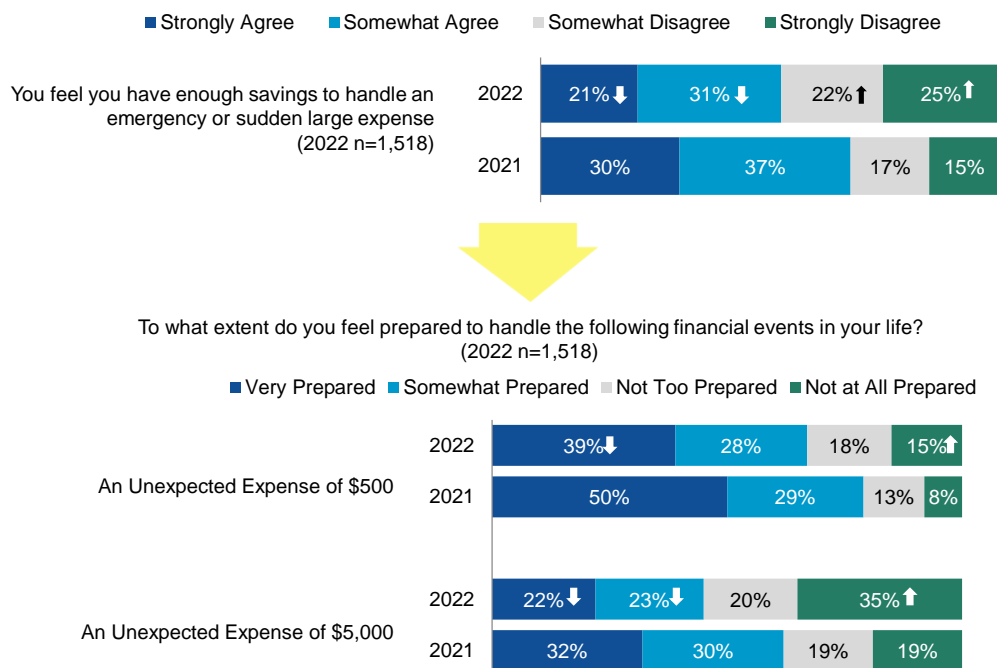 Strongly Agree Somewhat Agree Somewhat Disagree Strongly Disagree
You feel you have enough savings to handle an
emergency or sudden large expense
(2022 n=1,518)
2022 21% 31% 22% 25%
2021 30% 37% 17% 15%
To what extent do you feel prepared to handle the following financial events in your life?
(2022 n=1,518)
Very Prepared Somewhat Prepared Not Too Prepared Not at All Prepared
An Unexpected Expense of $500
2022 39% 28% 18% 15%
2021 50% 29% 13% 8%
An Unexpected Expense of $5,000
2022 22% 23% 20% 35%
2021 32% 30% 19% 19%